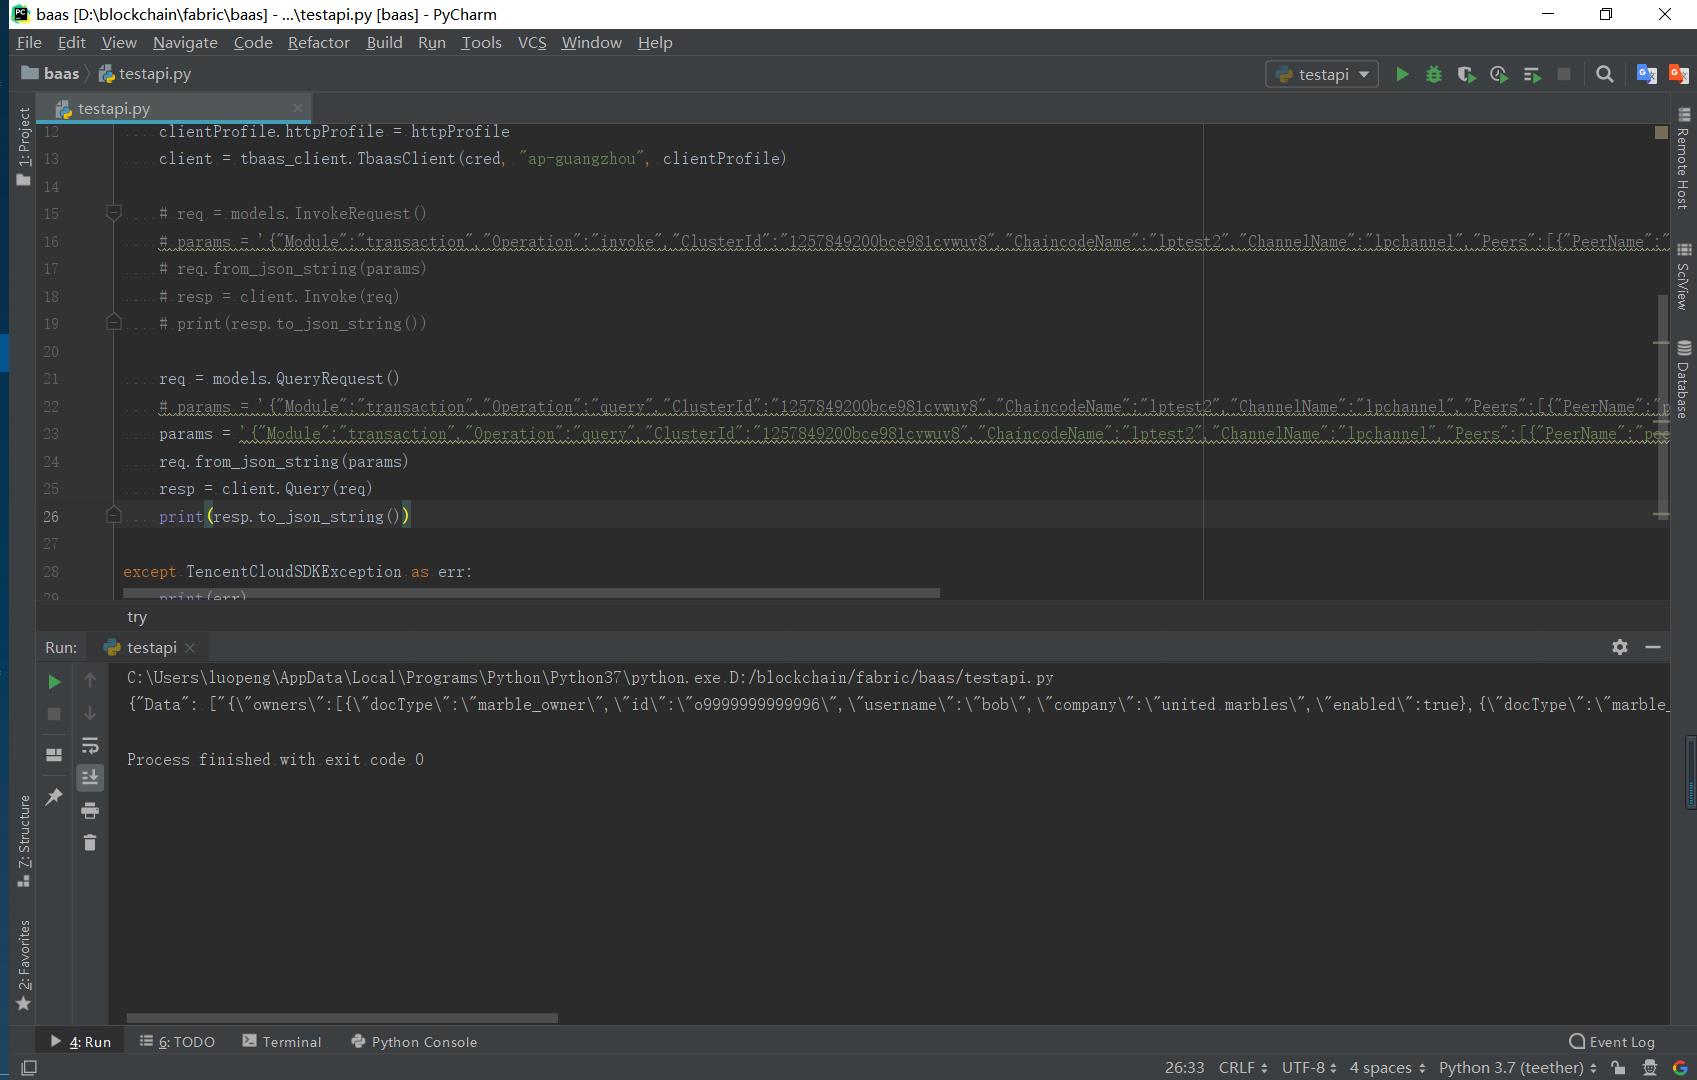 baas [D:\blockchain\fabric\baas] - ...\testapi.py [baas] - PyCharm
File Edit View Navigate Code Refactor Build Run Tools VCS Window Help
baas testapi.py testapi
testapi.py
1: Project
12 clientProfile.httpProfile = httpProfile
13 client = tbaas_client.TbaasClient(cred, "ap-guangzhou", clientProfile)
14
15 # req = models.InvokeRequest()
16 # params = '{"Module":"transaction","Operation":"invoke","ClusterId":"1257849200bce981cvwuv8","ChaincodeName":"lptest2","ChannelName":"lpchannel","Peers":[{"PeerName":"
17 # req.from_json_string(params)
18 # resp = client.Invoke(req)
19 # print(resp.to_json_string())
20
21 req = models.QueryRequest()
22 # params = '{"Module":"transaction","Operation":"query","ClusterId":"1257849200bce981cvwuv8","ChaincodeName":"lptest2","ChannelName":"lpchannel","Peers":[{"PeerName":"p
23 params = '{"Module":"transaction","Operation":"query","ClusterId":"1257849200bce981cvwuv8","ChaincodeName":"lptest2","ChannelName":"lpchannel","Peers":[{"PeerName":"pee
24 req.from_json_string(params)
25 resp = client.Query(req)
26 print(resp.to_json_string())
27
28 except TencentCloudSDKException as err:
29 print(err)
try
Remote Host
SciView
Database
Run: testapi
C:\Users\luopeng\AppData\Local\Programs\Python\Python37\python.exe D:/blockchain/fabric/baas/testapi.py
{"Data": ["{\"owners\":[{\"docType\":\"marble_owner\",\"id\":\"o9999999999996\",\"username\":\"bob\",\"company\":\"united marbles\",\"enabled\":true},{\"docType\":\"marble_
Process finished with exit code 0
7: Structure
2: Favorites
4: Run 6: TODO Terminal Python Console Event Log
26:33 CRLF UTF-8 4 spaces Python 3.7 (teether)